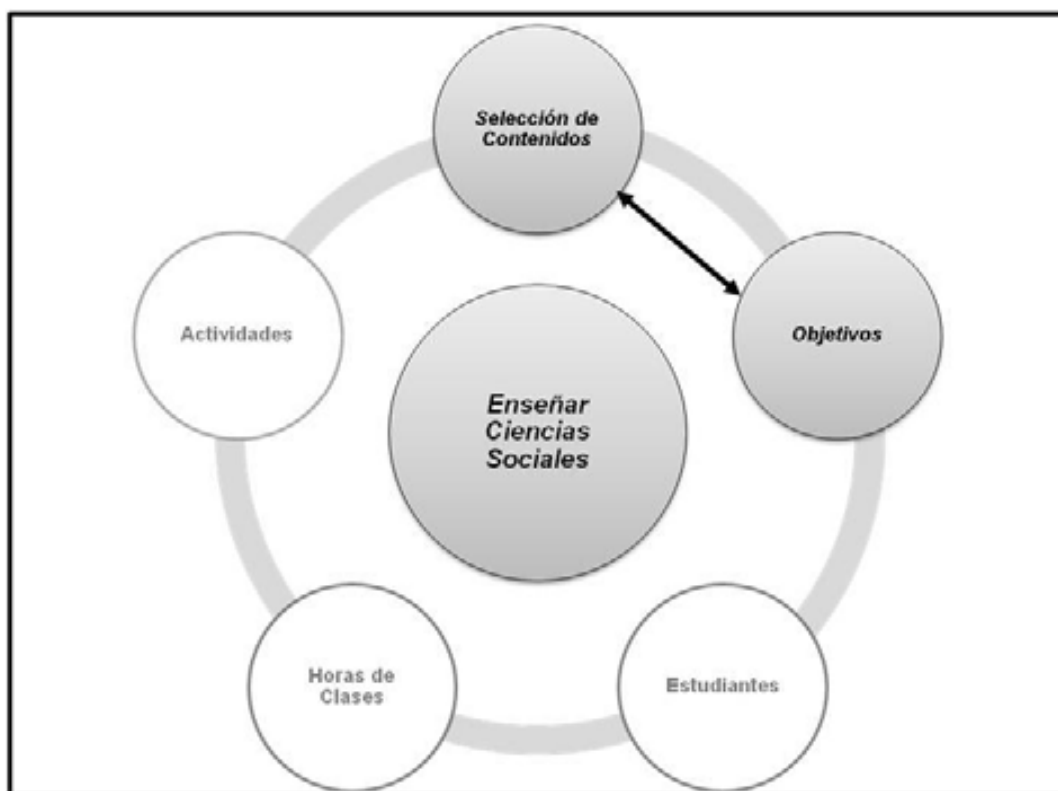 Selección de
Contenidos
Objetivos
Actividades
Enseñar
Ciencias
Sociales
Horas de
Clases
Estudiantes